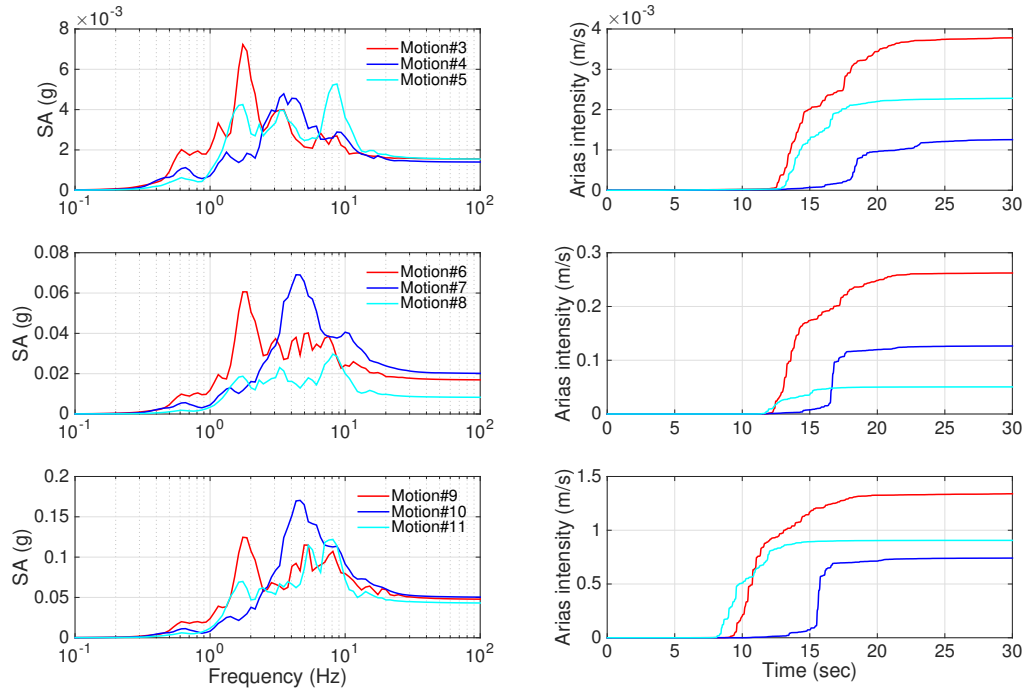 ×10⁻³
8
6
4
2
0
SA (g)
Motion#3
Motion#4
Motion#5
10⁻¹ 10⁰ 10¹ 10²
×10⁻³
4
3
2
1
0
Arias intensity (m/s)
0 5 10 15 20 25 30
0.08
0.06
0.04
0.02
0
SA (g)
Motion#6
Motion#7
Motion#8
10⁻¹ 10⁰ 10¹ 10²
0.3
0.2
0.1
0
Arias intensity (m/s)
0 5 10 15 20 25 30
0.2
0.15
0.1
0.05
0
SA (g)
Motion#9
Motion#10
Motion#11
10⁻¹ 10⁰ 10¹ 10²
Frequency (Hz)
1.5
1
0.5
0
Arias intensity (m/s)
0 5 10 15 20 25 30
Time (sec)